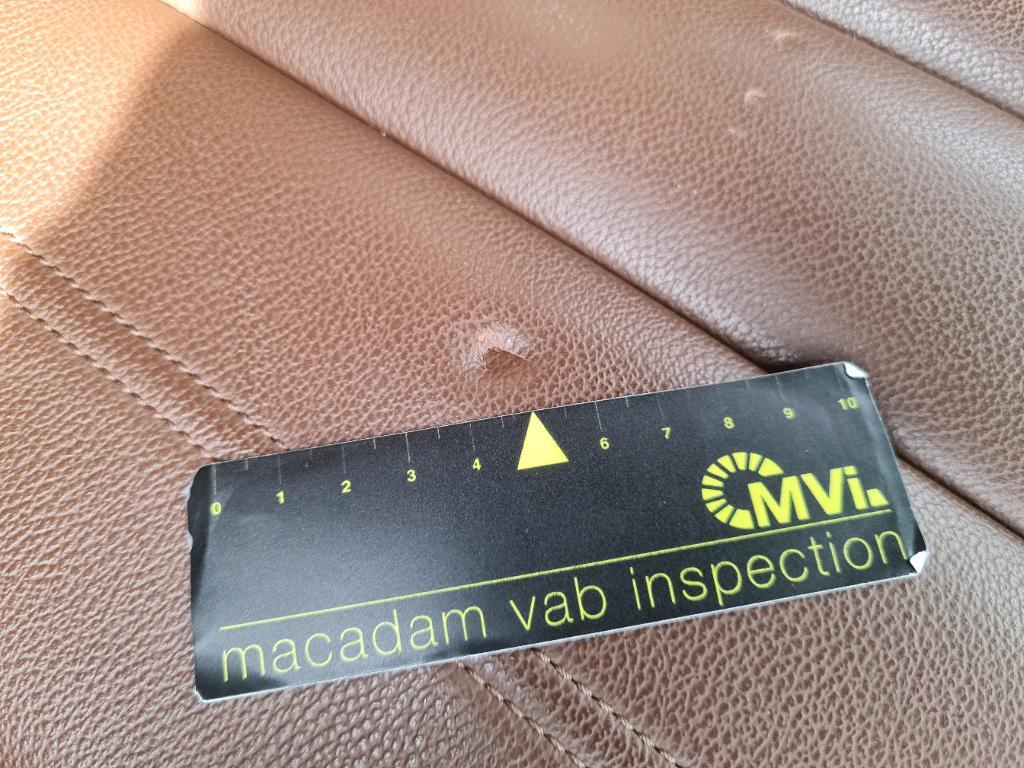 0 1 2 3 4 6 7 8 9 10
MVi
macadam vab inspection